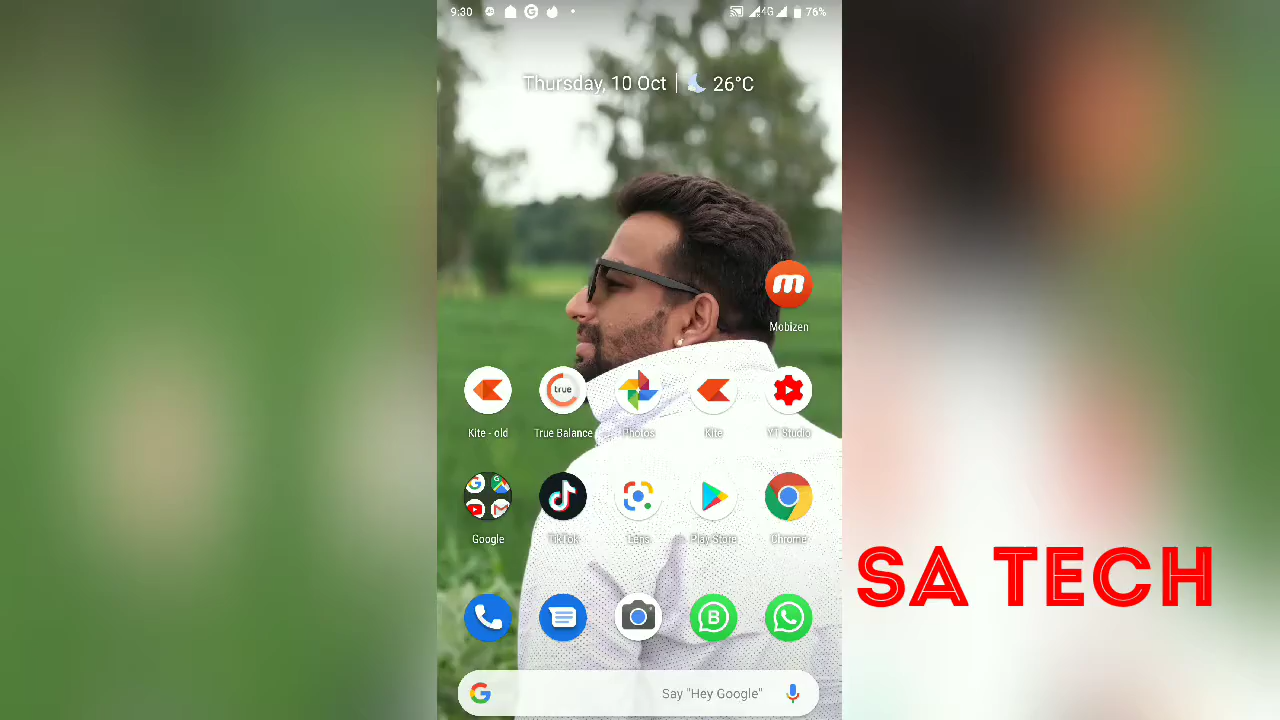 9:30 4G 76%
Thursday, 10 Oct | 26°C
m
Mobizen
true
Kite - old True Balance Photos Kite YT Studio
Google TikTok Lens Play Store Chrome
SA TECH
B
G Say "Hey Google"